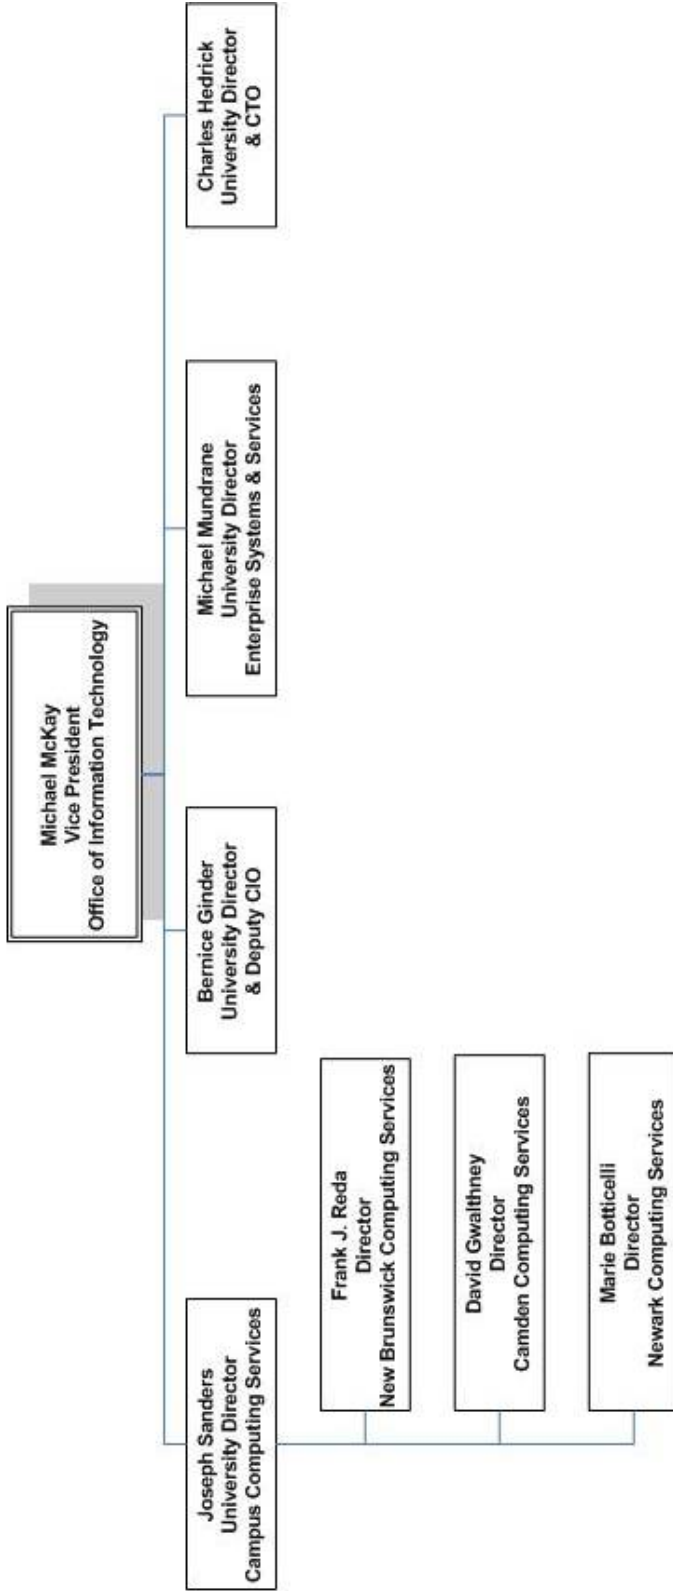 Michael McKay
Vice President
Office of Information Technology
Joseph Sanders
University Director
Campus Computing Services
Bernice Ginder
University Director
& Deputy CIO
Michael Mundrane
University Director
Enterprise Systems & Services
Charles Hedrick
University Director
& CTO
Frank J. Reda
Director
New Brunswick Computing Services
David Gwalthney
Director
Camden Computing Services
Marie Botticelli
Director
Newark Computing Services